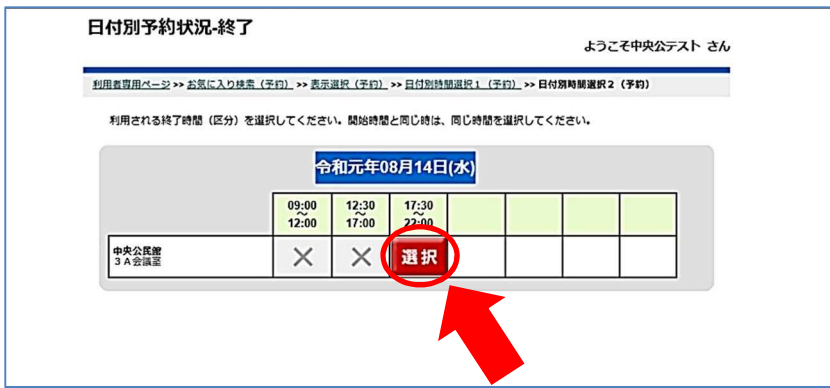 日付別予約状況-終了
ようこそ中央公テスト さん
利用者専用ページ >> お気に入り検索（予約） >> 表示選択（予約） >> 日付別時間選択１（予約） >> 日付別時間選択２（予約）
利用される終了時間（区分）を選択してください。開始時間と同じ時は、同じ時間を選択してください。
令和元年08月14日(水)
09:00 12:30 17:30
～ ～ ～
12:00 17:00 22:00
中央公民館
３Ａ会議室
× × 選択